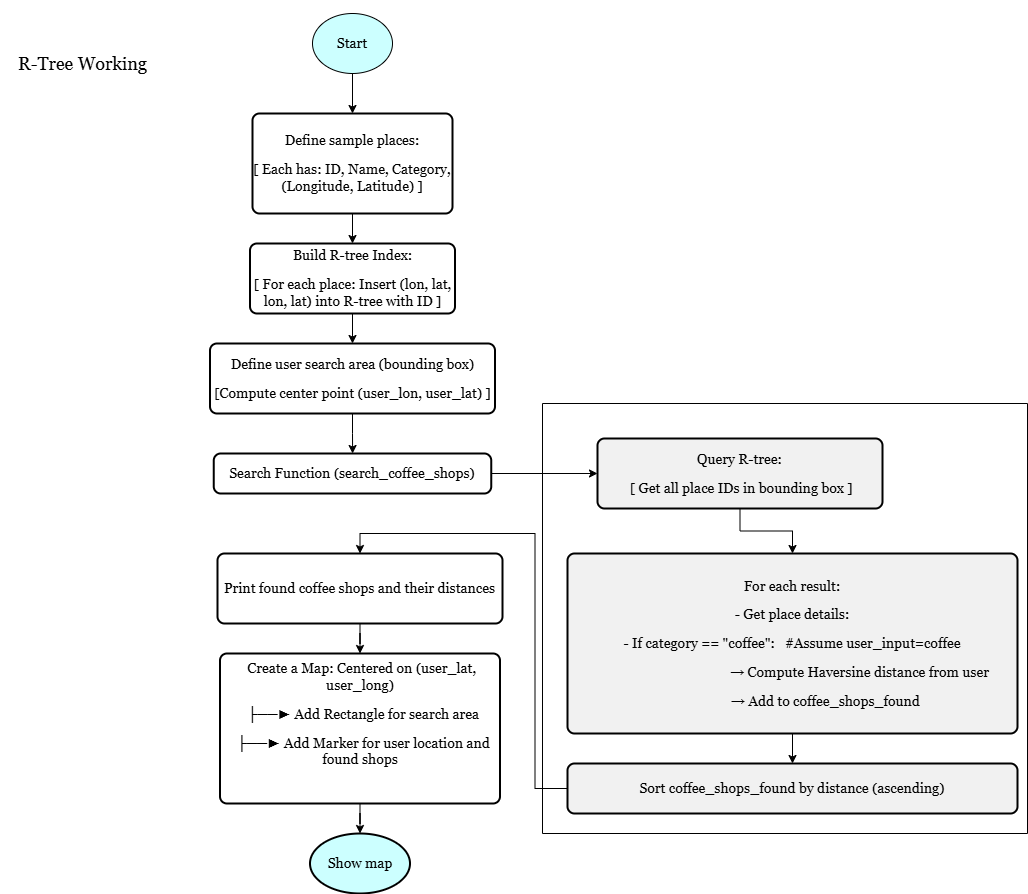 Start
R-Tree Working
Define sample places:
[ Each has: ID, Name, Category,
(Longitude, Latitude) ]
Build R-tree Index:
[ For each place: Insert (lon, lat,
lon, lat) into R-tree with ID ]
Define user search area (bounding box)
[Compute center point (user_lon, user_lat) ]
Search Function (search_coffee_shops)
Query R-tree:
[ Get all place IDs in bounding box ]
For each result:
- Get place details:
- If category == "coffee":   #Assume user_input=coffee
→ Compute Haversine distance from user
→ Add to coffee_shops_found
Sort coffee_shops_found by distance (ascending)
Print found coffee shops and their distances
Create a Map: Centered on (user_lat,
user_long)
├──► Add Rectangle for search area
├──► Add Marker for user location and
found shops
Show map